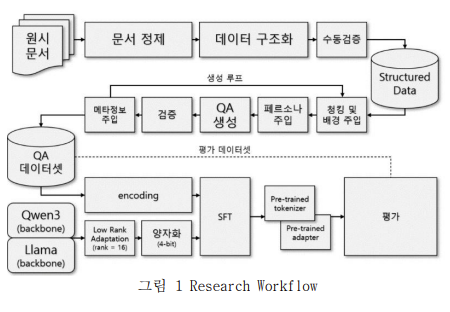 원시
문서
문서 정제
데이터 구조화
수동검증
Structured
Data
생성 루프
메타정보
주입
검증
QA
생성
페르소나
주입
청킹 및
배경 주입
QA
데이터셋
평가 데이터셋
encoding
Qwen3
(backbone)
Llama
(backbone)
Low Rank
Adaptation
(rank = 16)
양자화
(4-bit)
SFT
Pre-trained
tokenizer
Pre-trained
adapter
평가
그림 1 Research Workflow